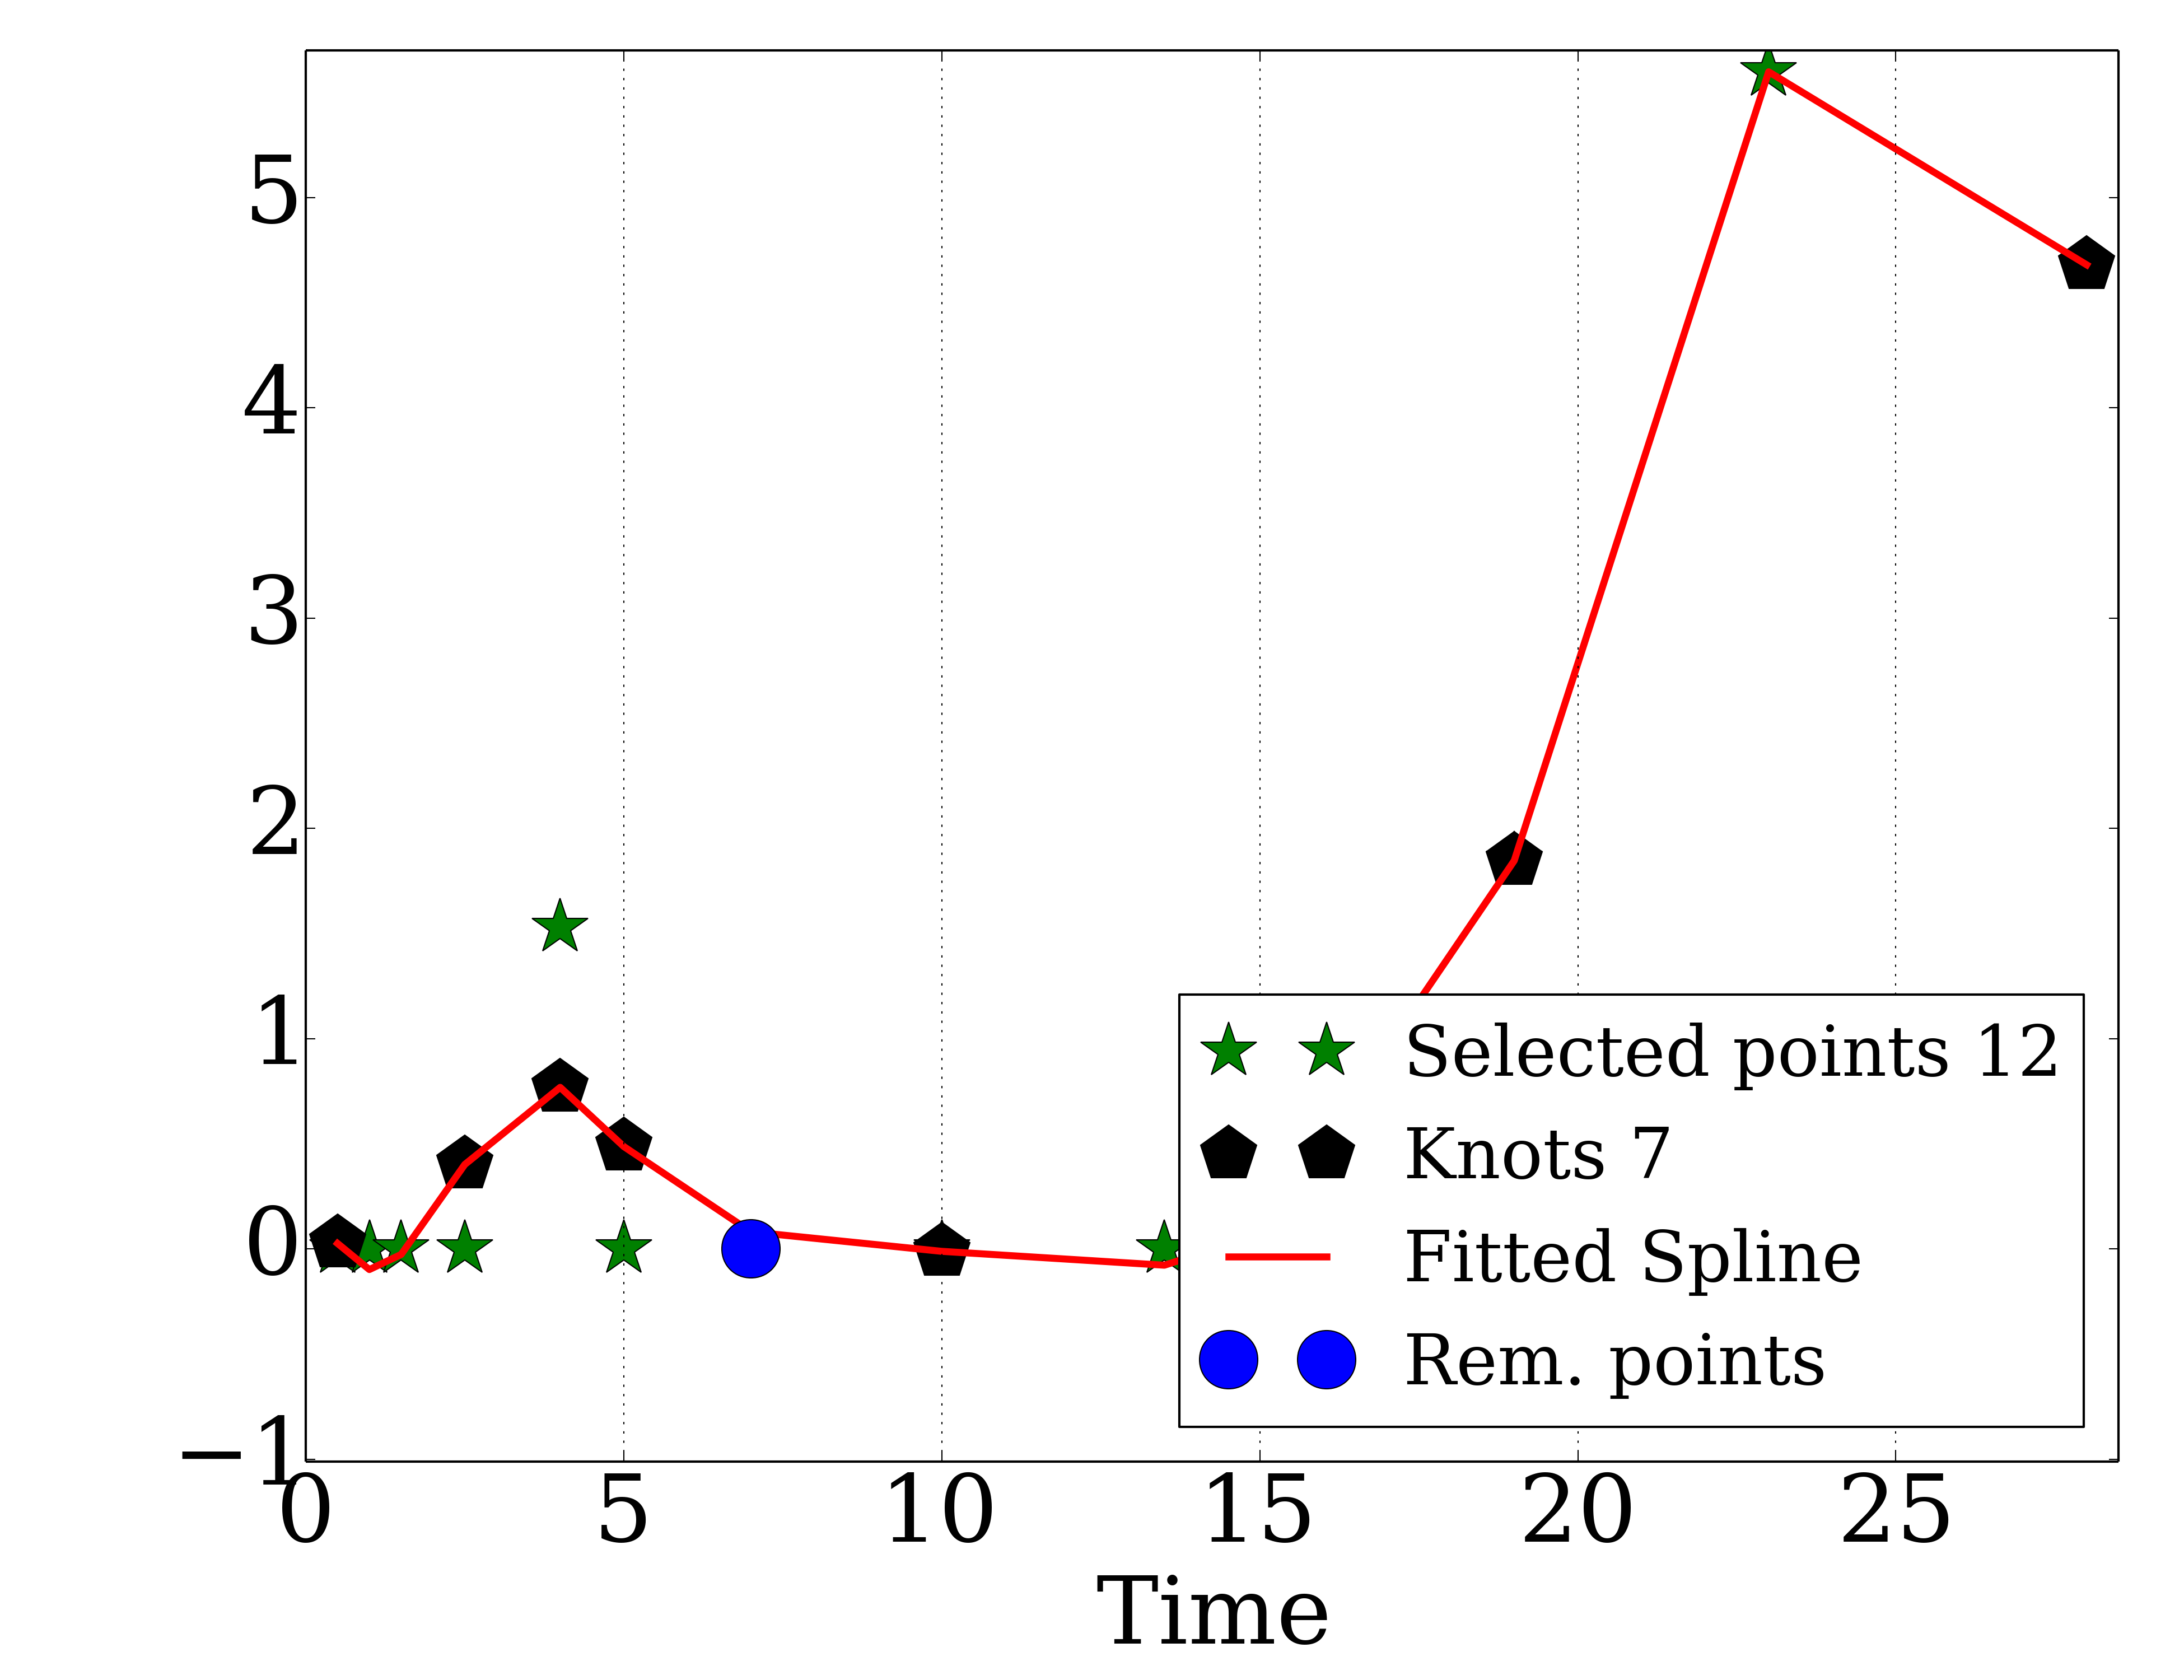 5
4
3
2
1
0
−1
0 5 10 15 20 25
Time
Selected points 12
Knots 7
Fitted Spline
Rem. points